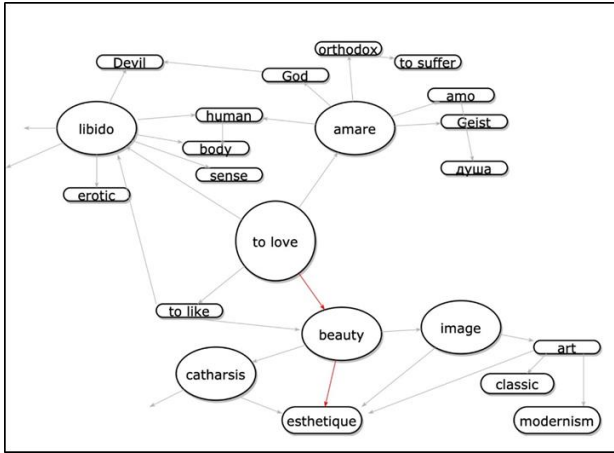 orthodox
Devil
to suffer
God
amo
human
libido
amare
Geist
body
душа
sense
erotic
to love
to like
beauty
image
art
catharsis
classic
esthetique
modernism